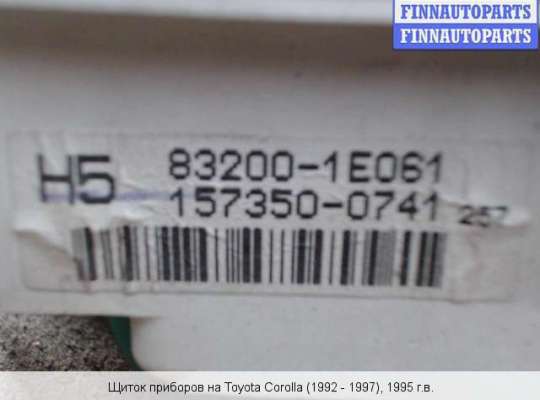 FINNAUTOPARTS
FINNAUTOPARTS
H5
83200-1E061
157350-0741 257
Щиток приборов на Toyota Corolla (1992 - 1997), 1995 г.в.